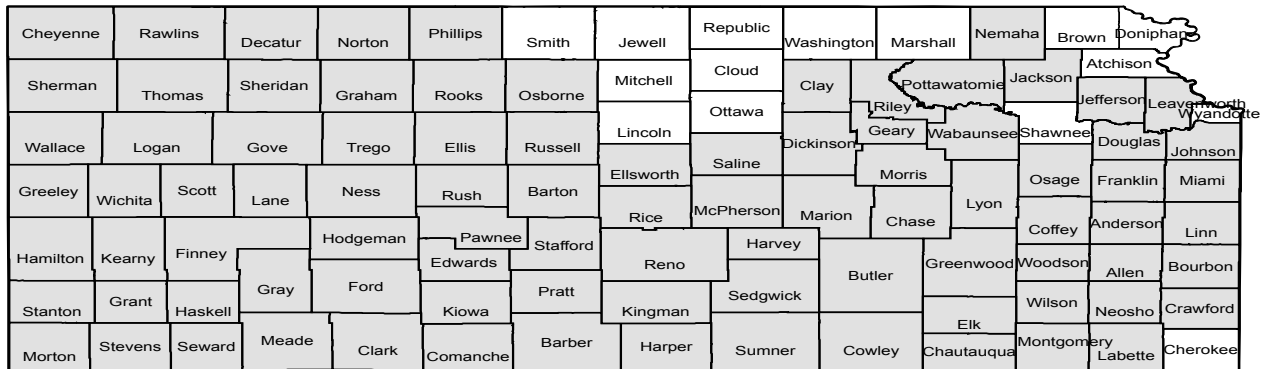 Cheyenne Rawlins Decatur Norton Phillips Smith Jewell Republic Washington Marshall Nemaha Brown Doniphan
Sherman Thomas Sheridan Graham Rooks Osborne Mitchell Cloud Clay Riley Pottawatomie Jackson Atchison
Jefferson Leavenworth Wyandotte
Wallace Logan Gove Trego Ellis Russell Lincoln Ottawa Dickinson Geary Wabaunsee Shawnee Douglas Johnson
Greeley Wichita Scott Lane Ness Rush Barton Ellsworth Saline Morris Osage Franklin Miami
Rice McPherson Marion Chase Lyon Coffey Anderson Linn
Hamilton Kearny Finney Hodgeman Pawnee Stafford Reno Harvey Butler Greenwood Woodson Allen Bourbon
Edwards
Stanton Grant Haskell Gray Ford Kiowa Pratt Kingman Sedgwick Elk Wilson Neosho Crawford
Morton Stevens Seward Meade Clark Comanche Barber Harper Sumner Cowley Chautauqua Montgomery Labette Cherokee